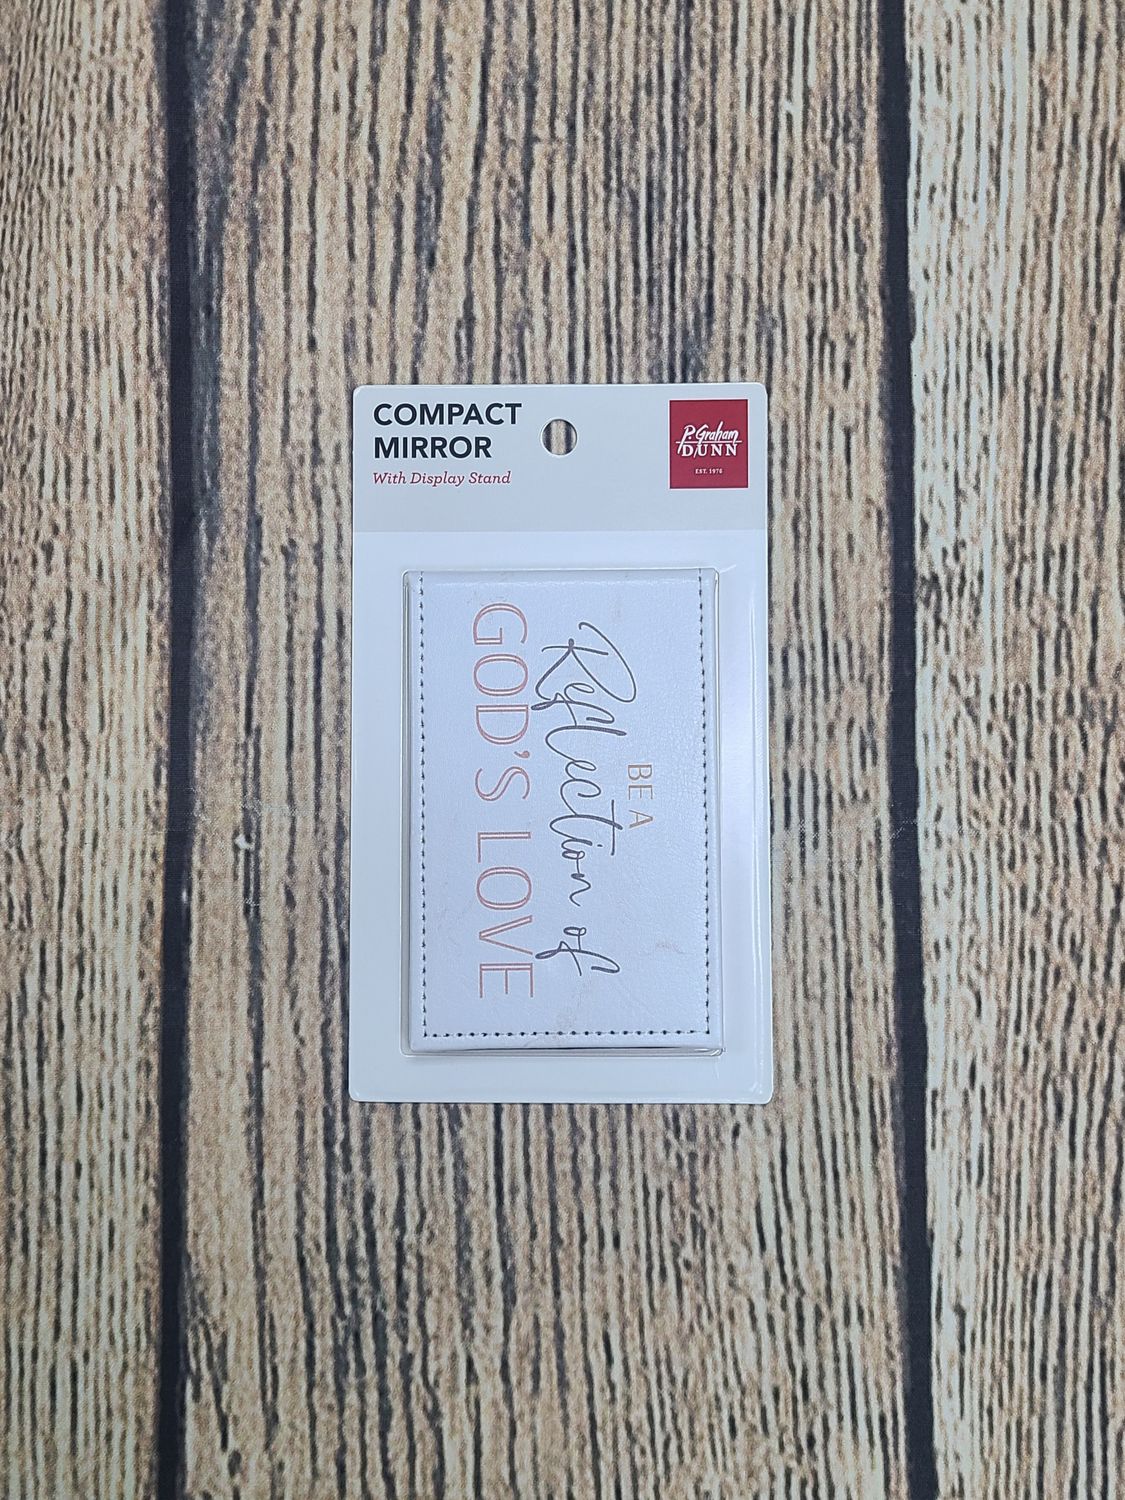 COMPACT
MIRROR
With Display Stand
P. Graham
DUNN
EST. 1976
BE A
Reflection of
GOD'S LOVE